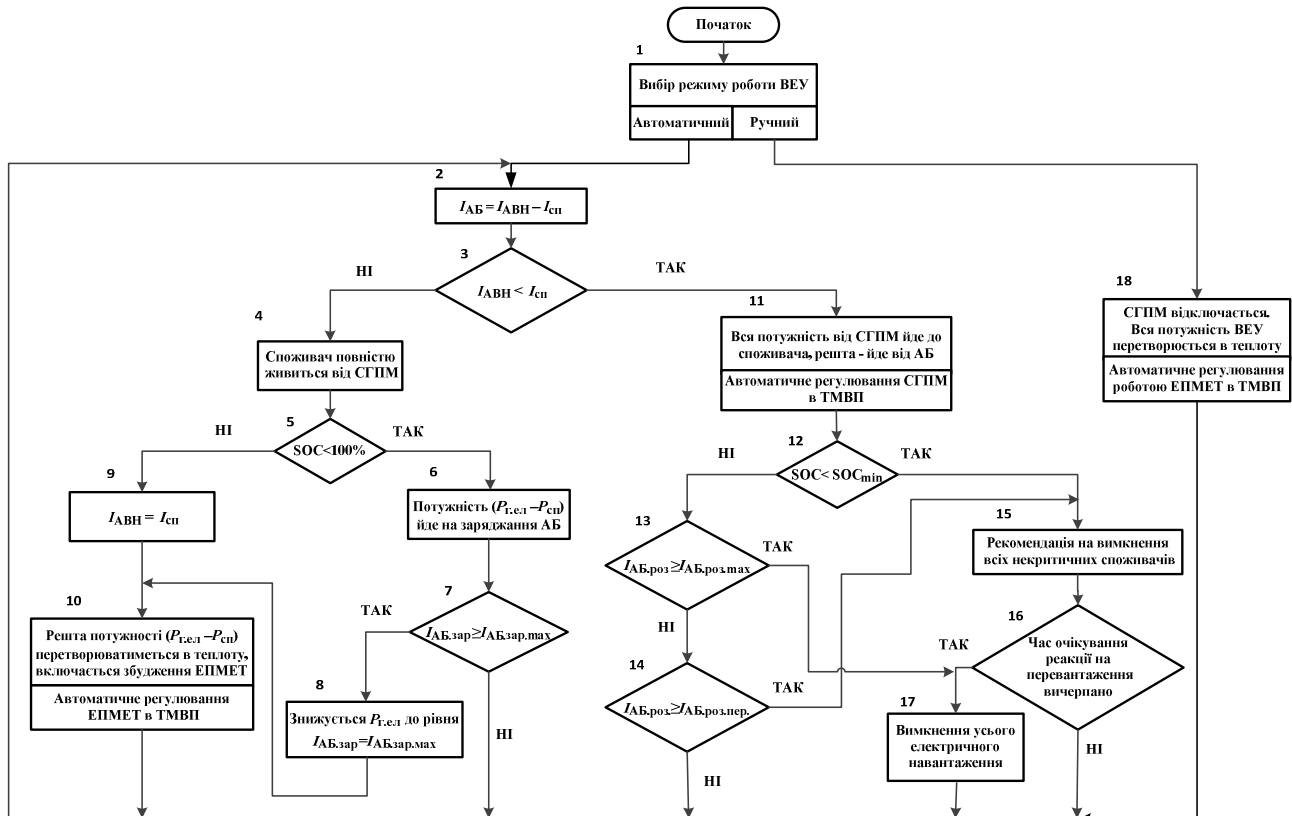 Початок
1
Вибір режиму роботи ВЕУ
Автоматичний
Ручний
2
IАБ = IАВН – Iсп
3
НІ
IАВН < Iсп
ТАК
4
Споживач повністю
живиться від СГПМ
11
Вся потужність від СГПМ йде до
споживача, решта - йде від АБ
Автоматичне регулювання СГПМ
в ТМВП
18
СГПМ відключається.
Вся потужність ВЕУ
перетворюється в теплоту
Автоматичне регулювання
роботою ЕПМЕТ в ТМВП
5
НІ
SOC<100%
ТАК
12
НІ
SOC< SOCmin
ТАК
9
IАВН = Iсп
6
Потужність (Pг.ел –Pсп)
йде на заряджання АБ
13
IАБ.роз ≥IАБ.роз.max
ТАК
НІ
15
Рекомендація на вимкнення
всіх некритичних споживачів
7
ТАК
IАБ.зар≥IАБ.зар.max
НІ
10
Решта потужності (Pг.ел –Pсп)
перетворюватиметься в теплоту,
включається збудження ЕПМЕТ
Автоматичне регулювання
ЕПМЕТ в ТМВП
8
Знижується Pг.ел до рівня
IАБ.зар=IАБ.зар.max
14
IАБ.роз.≥IАБ.роз.пер.
ТАК
НІ
16
ТАК
Час очікування
реакції на
перевантаження
вичерпано
НІ
17
Вимкнення усього
електричного
навантаження